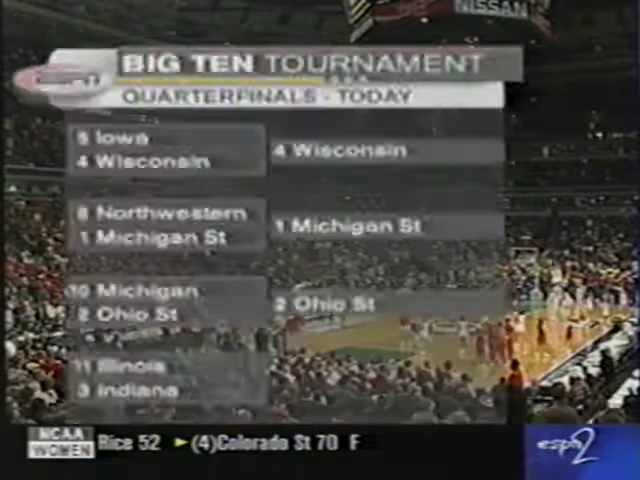 NISSAN
ESPN
BIG TEN TOURNAMENT
QUARTERFINALS - TODAY
5 Iowa
4 Wisconsin
4 Wisconsin
8 Northwestern
1 Michigan St
1 Michigan St
10 Michigan
2 Ohio St
2 Ohio St
11 Illinois
3 Indiana
NCAA
WOMEN
Rice 52 ► (4)Colorado St 70 F
espn2